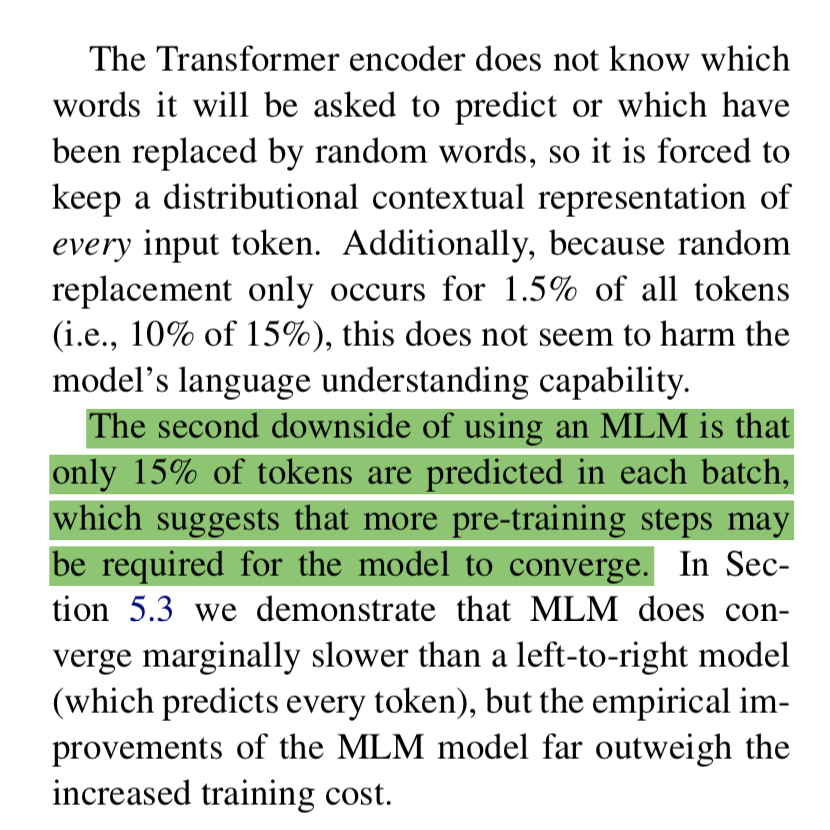 The Transformer encoder does not know which
words it will be asked to predict or which have
been replaced by random words, so it is forced to
keep a distributional contextual representation of
every input token. Additionally, because random
replacement only occurs for 1.5% of all tokens
(i.e., 10% of 15%), this does not seem to harm the
model's language understanding capability.
The second downside of using an MLM is that
only 15% of tokens are predicted in each batch,
which suggests that more pre-training steps may
be required for the model to converge. In Sec-
tion 5.3 we demonstrate that MLM does con-
verge marginally slower than a left-to-right model
(which predicts every token), but the empirical im-
provements of the MLM model far outweigh the
increased training cost.